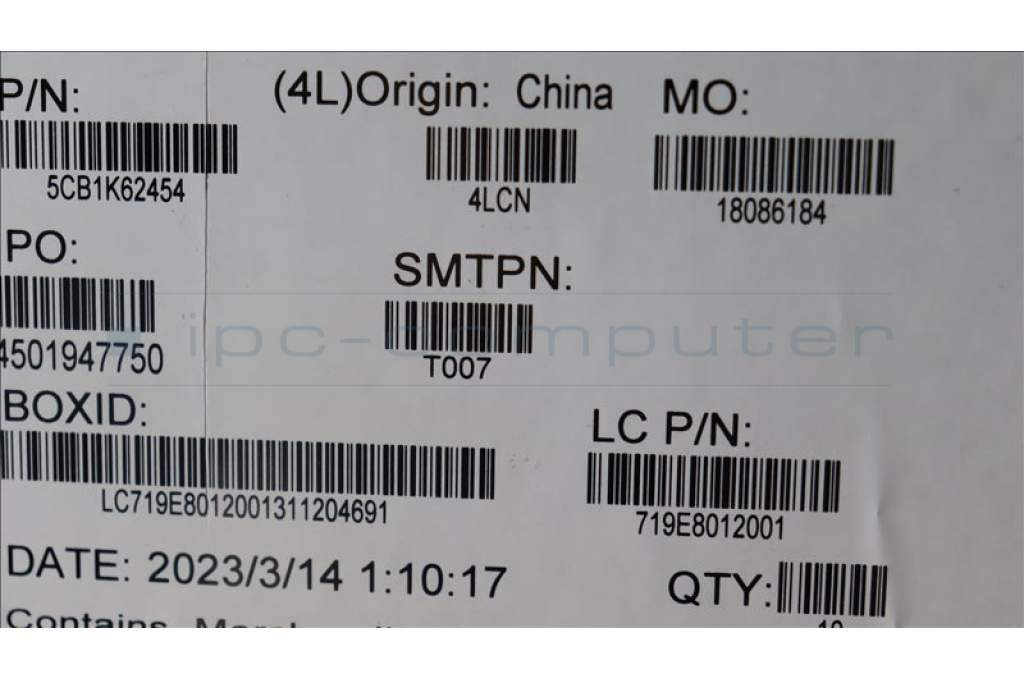 P/N: (4L)Origin: China MO:
5CB1K62454 4LCN 18086184
PO: SMTPN:
4501947750 T007
ipc-computer
BOXID: LC P/N:
LC719E8012001311204691 719E8012001
DATE: 2023/3/14 1:10:17 QTY:
Contains